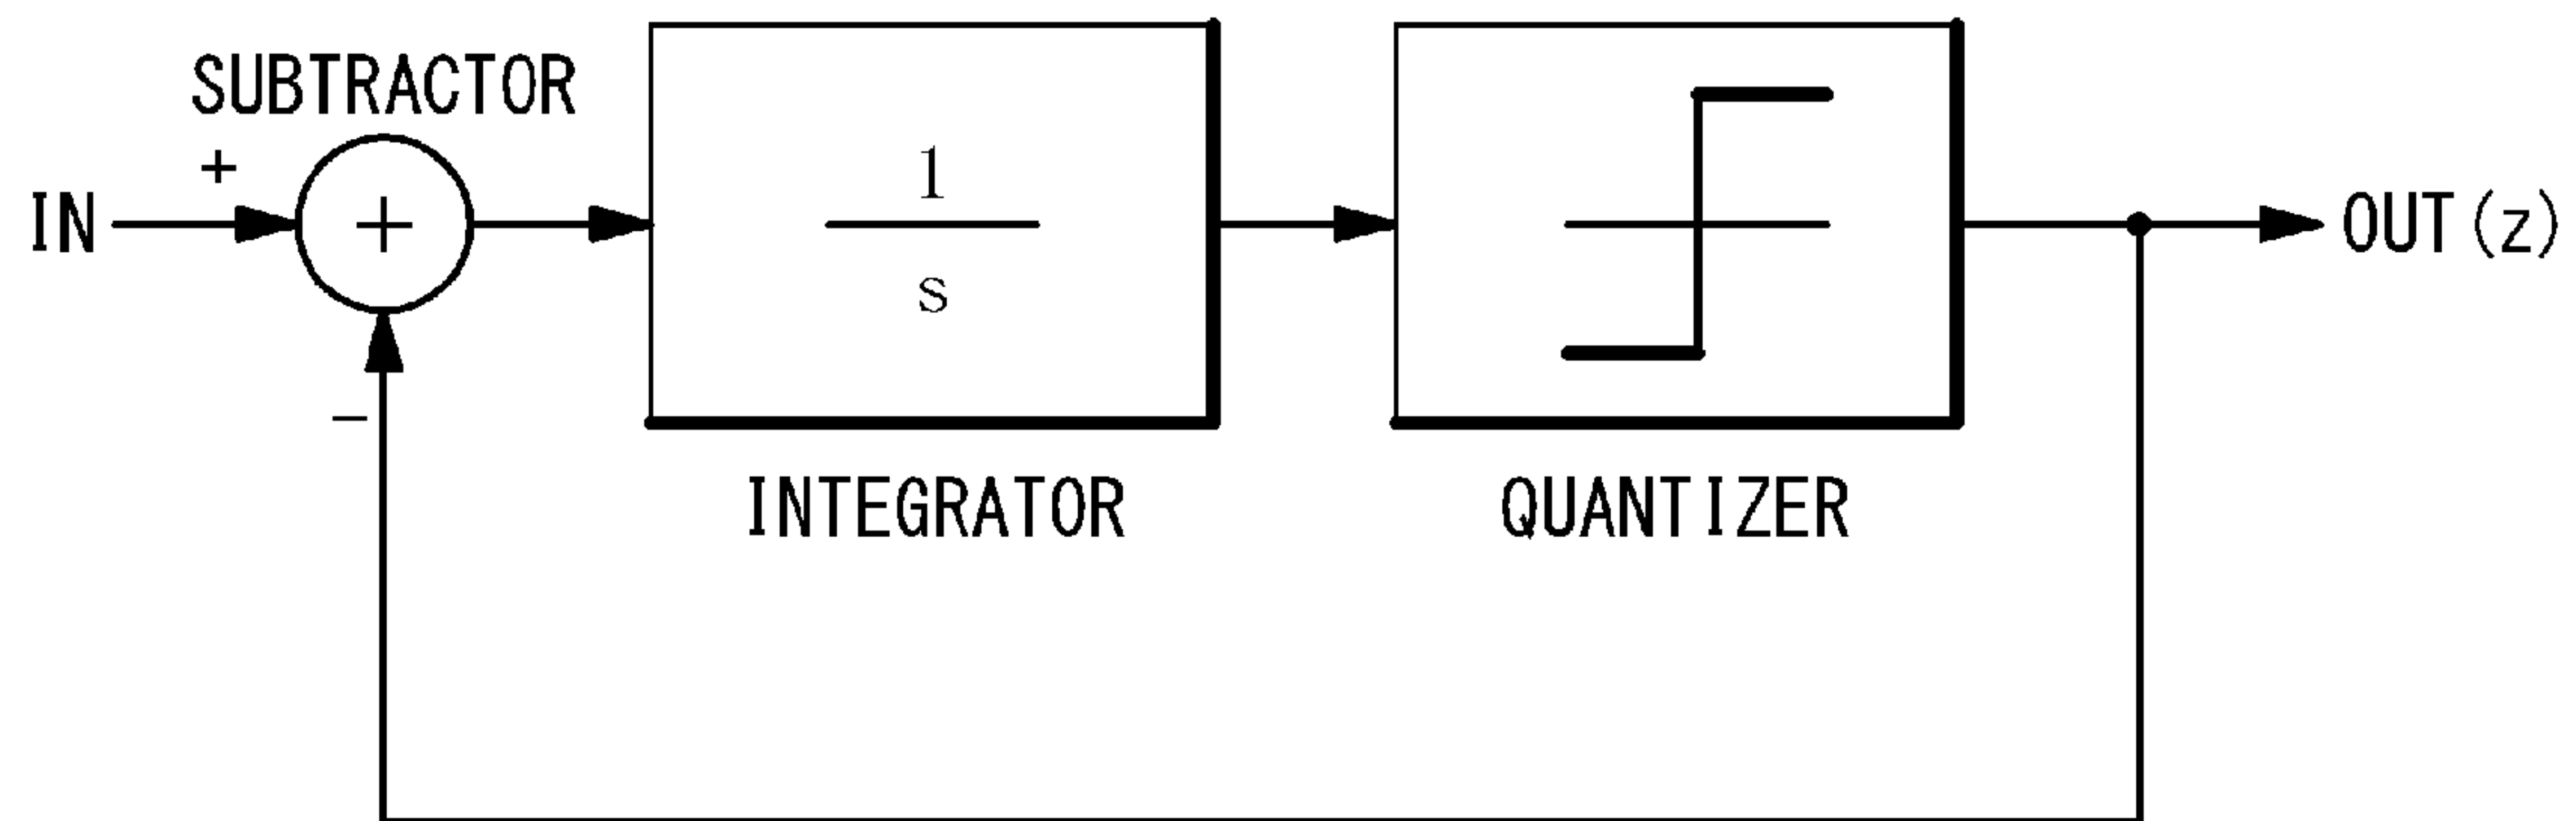 SUBTRACTOR
+
IN
+
1
s
OUT(z)
-
INTEGRATOR
QUANTIZER